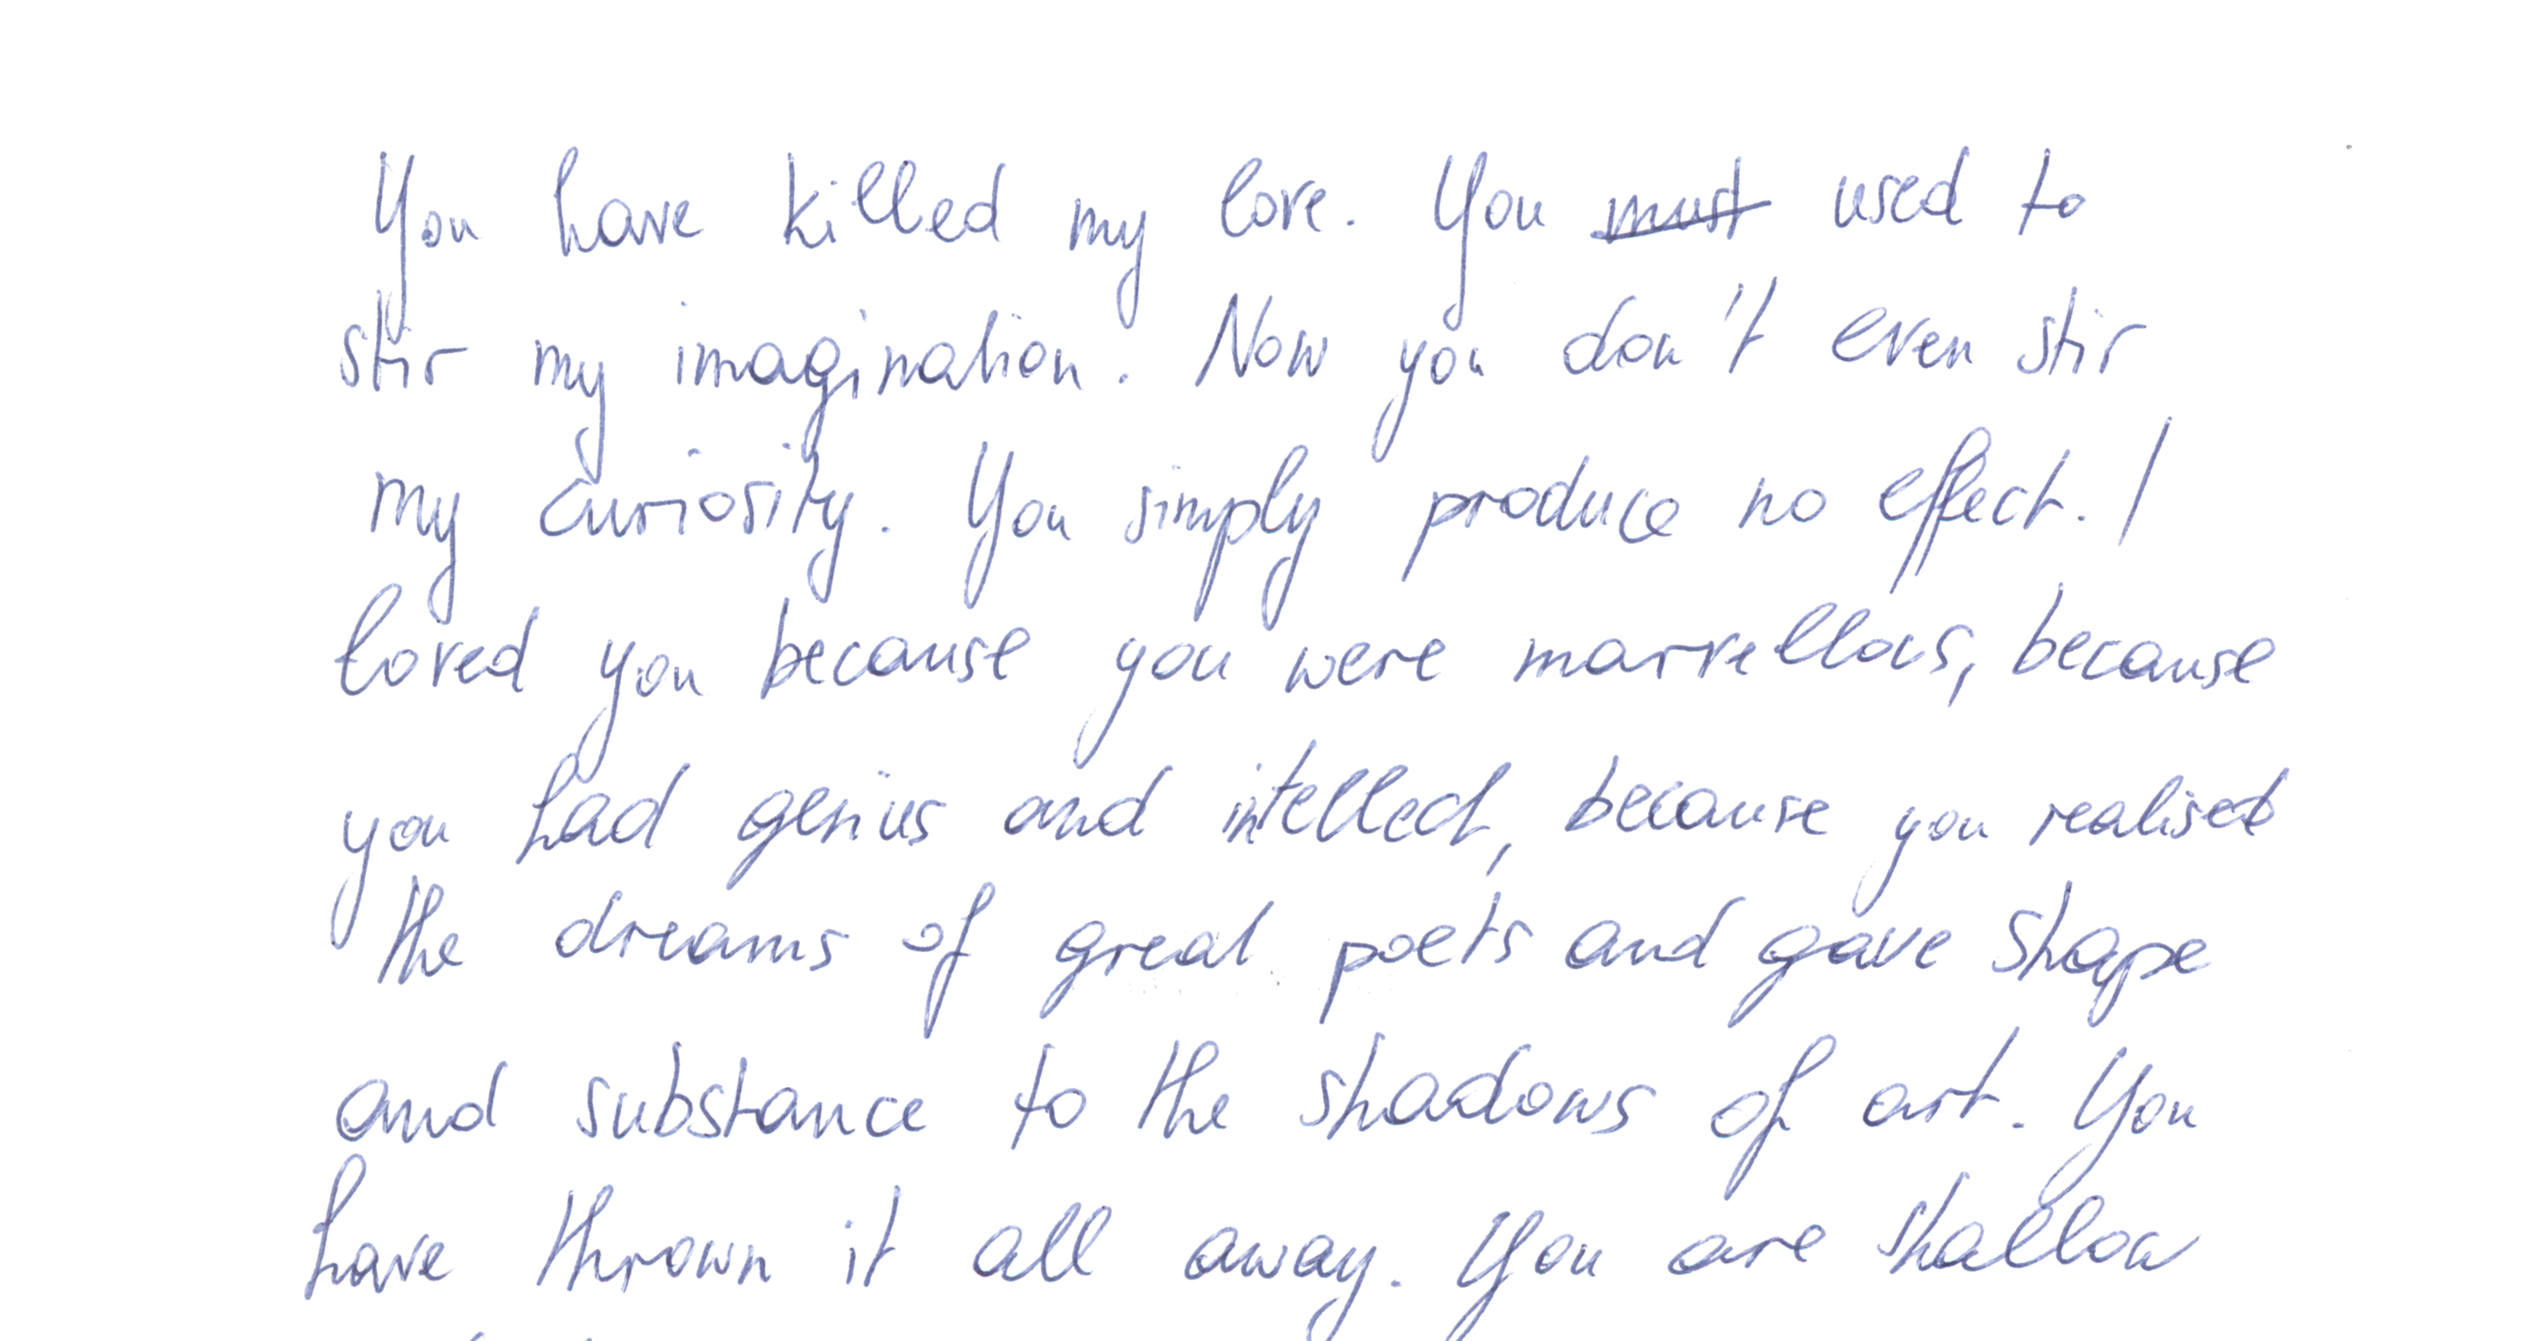 You have killed my love. You must used to
stir my imagination. Now you don't even stir
my curiosity. You simply produce no effect. I
loved you because you were marvellous, because
you had genius and intellect, because you realised
the dreams of great poets and gave shape
and substance to the shadows of art. You
have thrown it all away. You are shallow